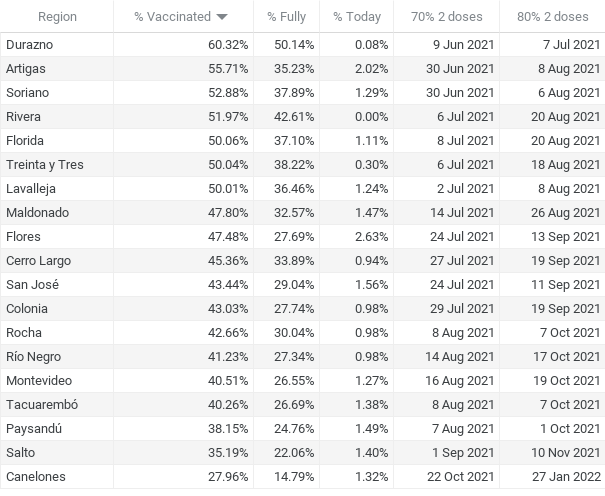 Region % Vaccinated % Fully % Today 70% 2 doses 80% 2 doses
Durazno 60.32% 50.14% 0.08% 9 Jun 2021 7 Jul 2021
Artigas 55.71% 35.23% 2.02% 30 Jun 2021 8 Aug 2021
Soriano 52.88% 37.89% 1.29% 30 Jun 2021 6 Aug 2021
Rivera 51.97% 42.61% 0.00% 6 Jul 2021 20 Aug 2021
Florida 50.06% 37.10% 1.11% 8 Jul 2021 20 Aug 2021
Treinta y Tres 50.04% 38.22% 0.30% 6 Jul 2021 18 Aug 2021
Lavalleja 50.01% 36.46% 1.24% 2 Jul 2021 8 Aug 2021
Maldonado 47.80% 32.57% 1.47% 14 Jul 2021 26 Aug 2021
Flores 47.48% 27.69% 2.63% 24 Jul 2021 13 Sep 2021
Cerro Largo 45.36% 33.89% 0.94% 27 Jul 2021 19 Sep 2021
San José 43.44% 29.04% 1.56% 24 Jul 2021 11 Sep 2021
Colonia 43.03% 27.74% 0.98% 29 Jul 2021 19 Sep 2021
Rocha 42.66% 30.04% 0.98% 8 Aug 2021 7 Oct 2021
Río Negro 41.23% 27.34% 0.98% 14 Aug 2021 17 Oct 2021
Montevideo 40.51% 26.55% 1.27% 16 Aug 2021 19 Oct 2021
Tacuarembó 40.26% 26.69% 1.38% 8 Aug 2021 7 Oct 2021
Paysandú 38.15% 24.76% 1.49% 7 Aug 2021 1 Oct 2021
Salto 35.19% 22.06% 1.40% 1 Sep 2021 10 Nov 2021
Canelones 27.96% 14.79% 1.32% 22 Oct 2021 27 Jan 2022